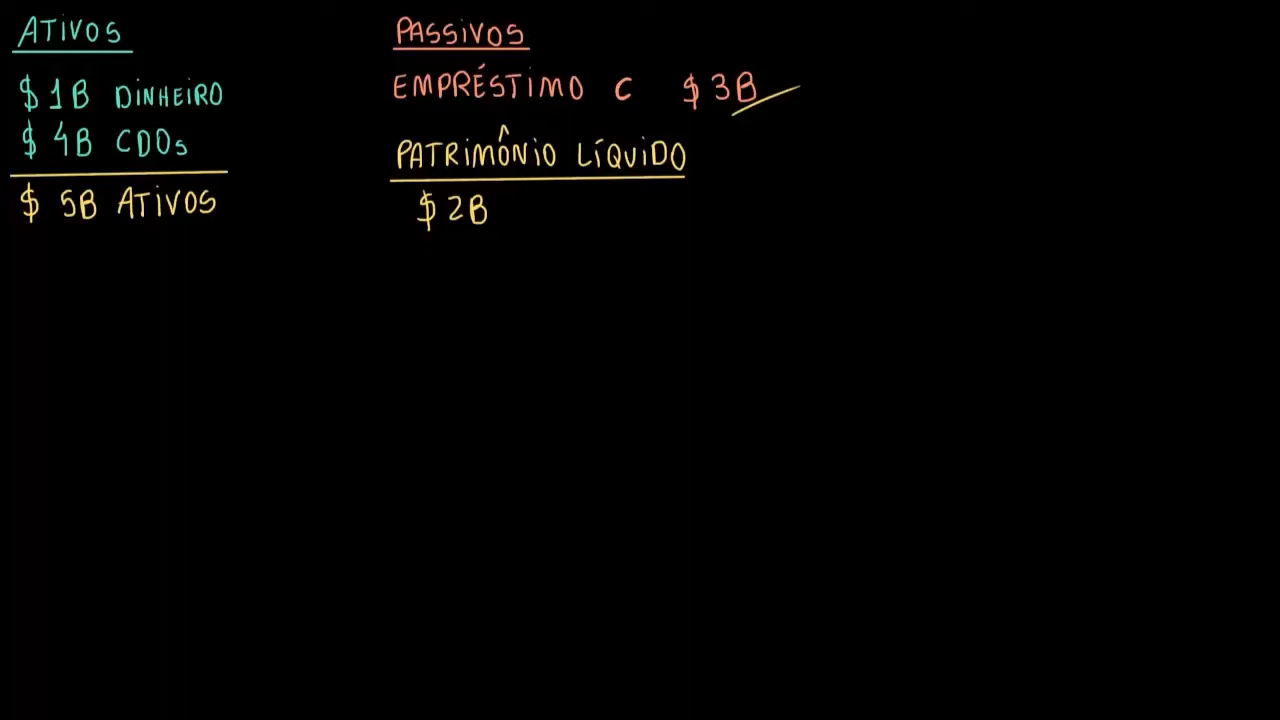 ATIVOS
$ 1B DINHEIRO
$ 4B CDOs
$ 5B ATIVOS
PASSIVOS
EMPRÉSTIMO C $ 3B
PATRIMÔNIO LÍQUIDO
$ 2B